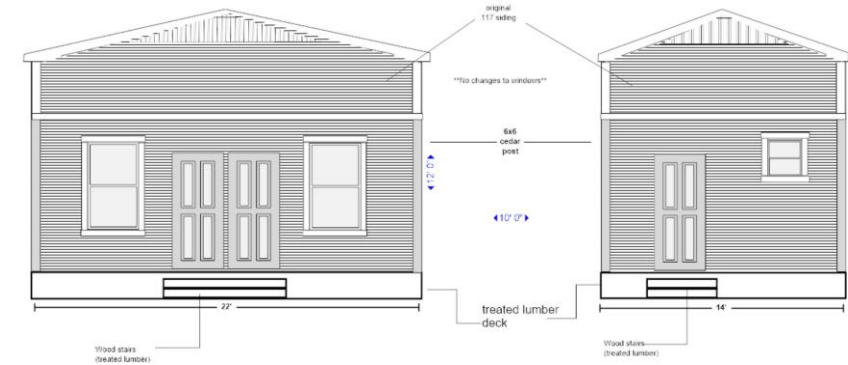 original
117 siding
**No changes to windows**
6x6
cedar
post
12' 0"
10' 0"
treated lumber
deck
22'
14'
Wood stairs
(treated lumber)
Wood stairs
(treated lumber)